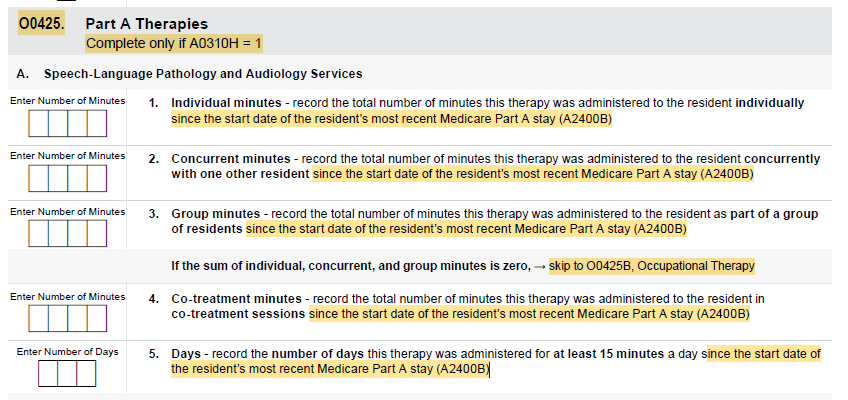 O0425. Part A Therapies
Complete only if A0310H = 1
A. Speech-Language Pathology and Audiology Services
Enter Number of Minutes
1. Individual minutes - record the total number of minutes this therapy was administered to the resident individually
since the start date of the resident's most recent Medicare Part A stay (A2400B)
Enter Number of Minutes
2. Concurrent minutes - record the total number of minutes this therapy was administered to the resident concurrently
with one other resident since the start date of the resident's most recent Medicare Part A stay (A2400B)
Enter Number of Minutes
3. Group minutes - record the total number of minutes this therapy was administered to the resident as part of a group
of residents since the start date of the resident's most recent Medicare Part A stay (A2400B)
If the sum of individual, concurrent, and group minutes is zero, → skip to O0425B, Occupational Therapy
Enter Number of Minutes
4. Co-treatment minutes - record the total number of minutes this therapy was administered to the resident in
co-treatment sessions since the start date of the resident's most recent Medicare Part A stay (A2400B)
Enter Number of Days
5. Days - record the number of days this therapy was administered for at least 15 minutes a day since the start date of
the resident's most recent Medicare Part A stay (A2400B)